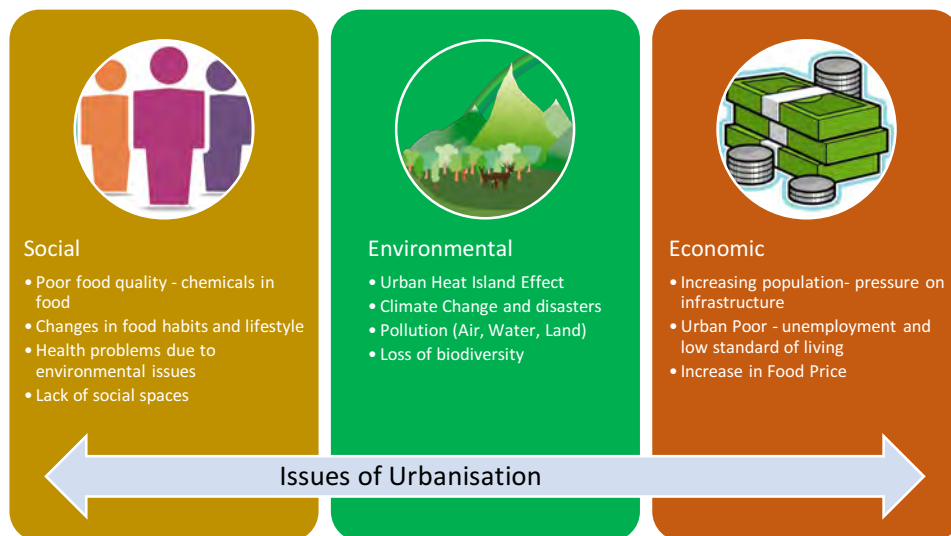 Social
• Poor food quality - chemicals in
food
• Changes in food habits and lifestyle
• Health problems due to
environmental issues
• Lack of social spaces
Environmental
• Urban Heat Island Effect
• Climate Change and disasters
• Pollution (Air, Water, Land)
• Loss of biodiversity
Economic
• Increasing population- pressure on
infrastructure
• Urban Poor - unemployment and
low standard of living
• Increase in Food Price
Issues of Urbanisation